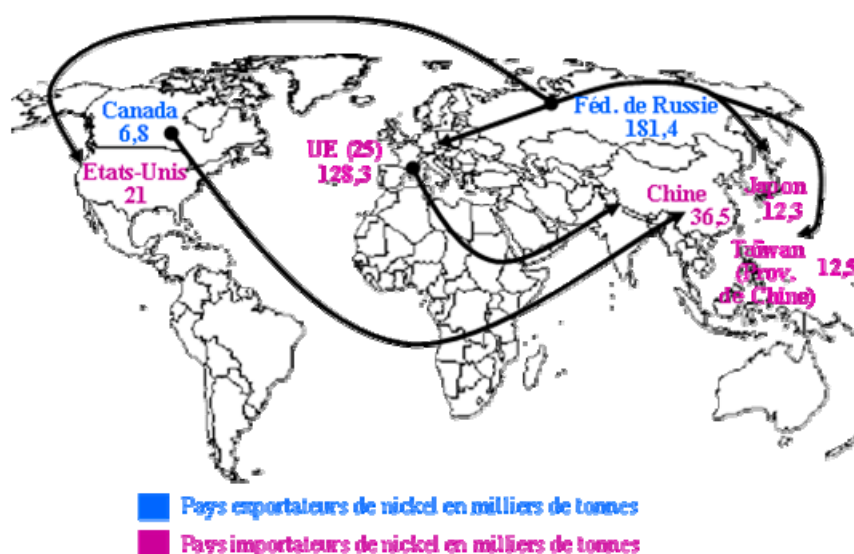 Canada
6,8
Etats-Unis
21
UE (25)
128,3
Féd. de Russie
181,4
Chine
36,5
Japon
12,3
Taïwan
(Prov.
de Chine)
12,5
Pays exportateurs de nickel en milliers de tonnes
Pays importateurs de nickel en milliers de tonnes